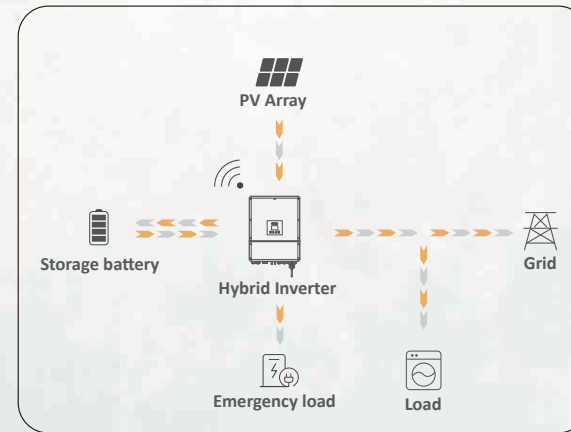 PV Array
Storage battery
Hybrid Inverter
Grid
Emergency load
Load